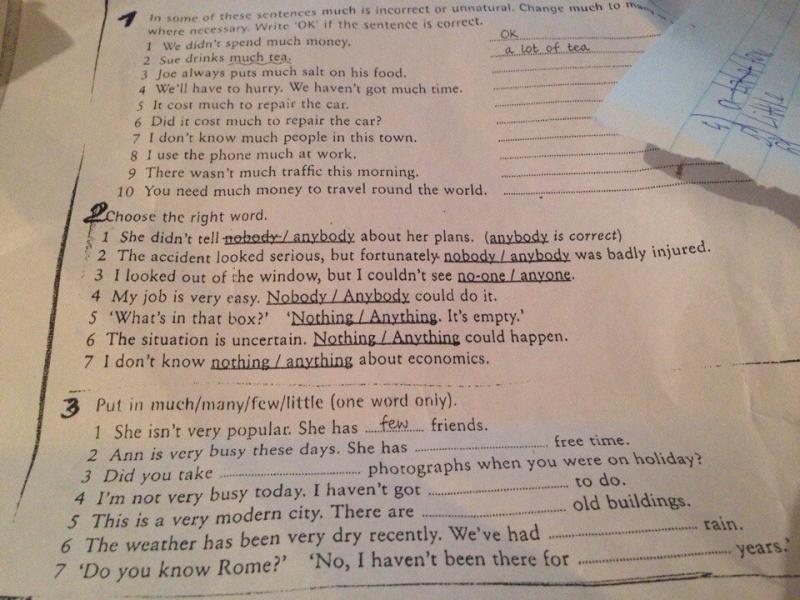 1 In some of these sentences much is incorrect or unnatural. Change much to many
where necessary. Write 'OK' if the sentence is correct.
1 We didn't spend much money. OK
2 Sue drinks much tea. a lot of tea
3 Joe always puts much salt on his food.
4 We'll have to hurry. We haven't got much time.
5 It cost much to repair the car.
6 Did it cost much to repair the car?
7 I don't know much people in this town.
8 I use the phone much at work.
9 There wasn't much traffic this morning.
10 You need much money to travel round the world.
2 Choose the right word.
1 She didn't tell nobody / anybody about her plans. (anybody is correct)
2 The accident looked serious, but fortunately nobody / anybody was badly injured.
3 I looked out of the window, but I couldn't see no-one / anyone.
4 My job is very easy. Nobody / Anybody could do it.
5 'What's in that box?' 'Nothing / Anything. It's empty.'
6 The situation is uncertain. Nothing / Anything could happen.
7 I don't know nothing / anything about economics.
3 Put in much/many/few/little (one word only).
1 She isn't very popular. She has few friends.
2 Ann is very busy these days. She has .............................. free time.
3 Did you take .............................. photographs when you were on holiday?
4 I'm not very busy today. I haven't got .............................. to do.
5 This is a very modern city. There are .............................. old buildings.
6 The weather has been very dry recently. We've had .............................. rain.
7 'Do you know Rome?' 'No, I haven't been there for .............................. years.'